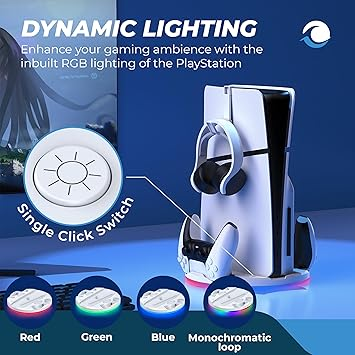 DYNAMIC LIGHTING
Enhance your gaming ambience with the
inbuilt RGB lighting of the PlayStation
Single Click Switch
Red
Green
Blue
Monochromatic
loop